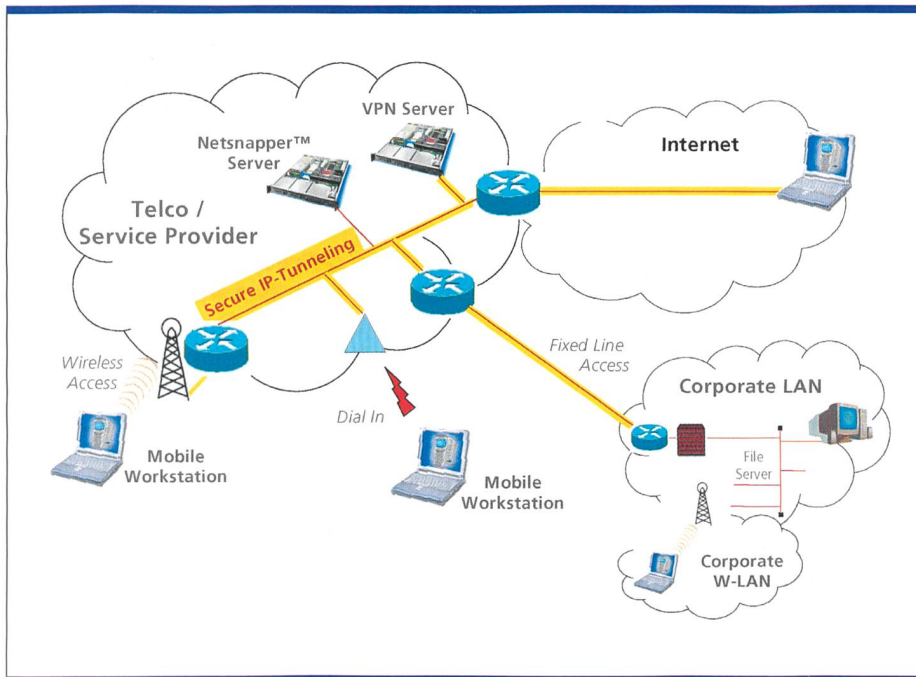 VPN Server
Netsnapper™
Server
Internet
Telco /
Service Provider
Secure IP-Tunneling
Wireless
Access
Fixed Line
Access
Dial In
Corporate LAN
Mobile
Workstation
Mobile
Workstation
File
Server
Corporate
W-LAN